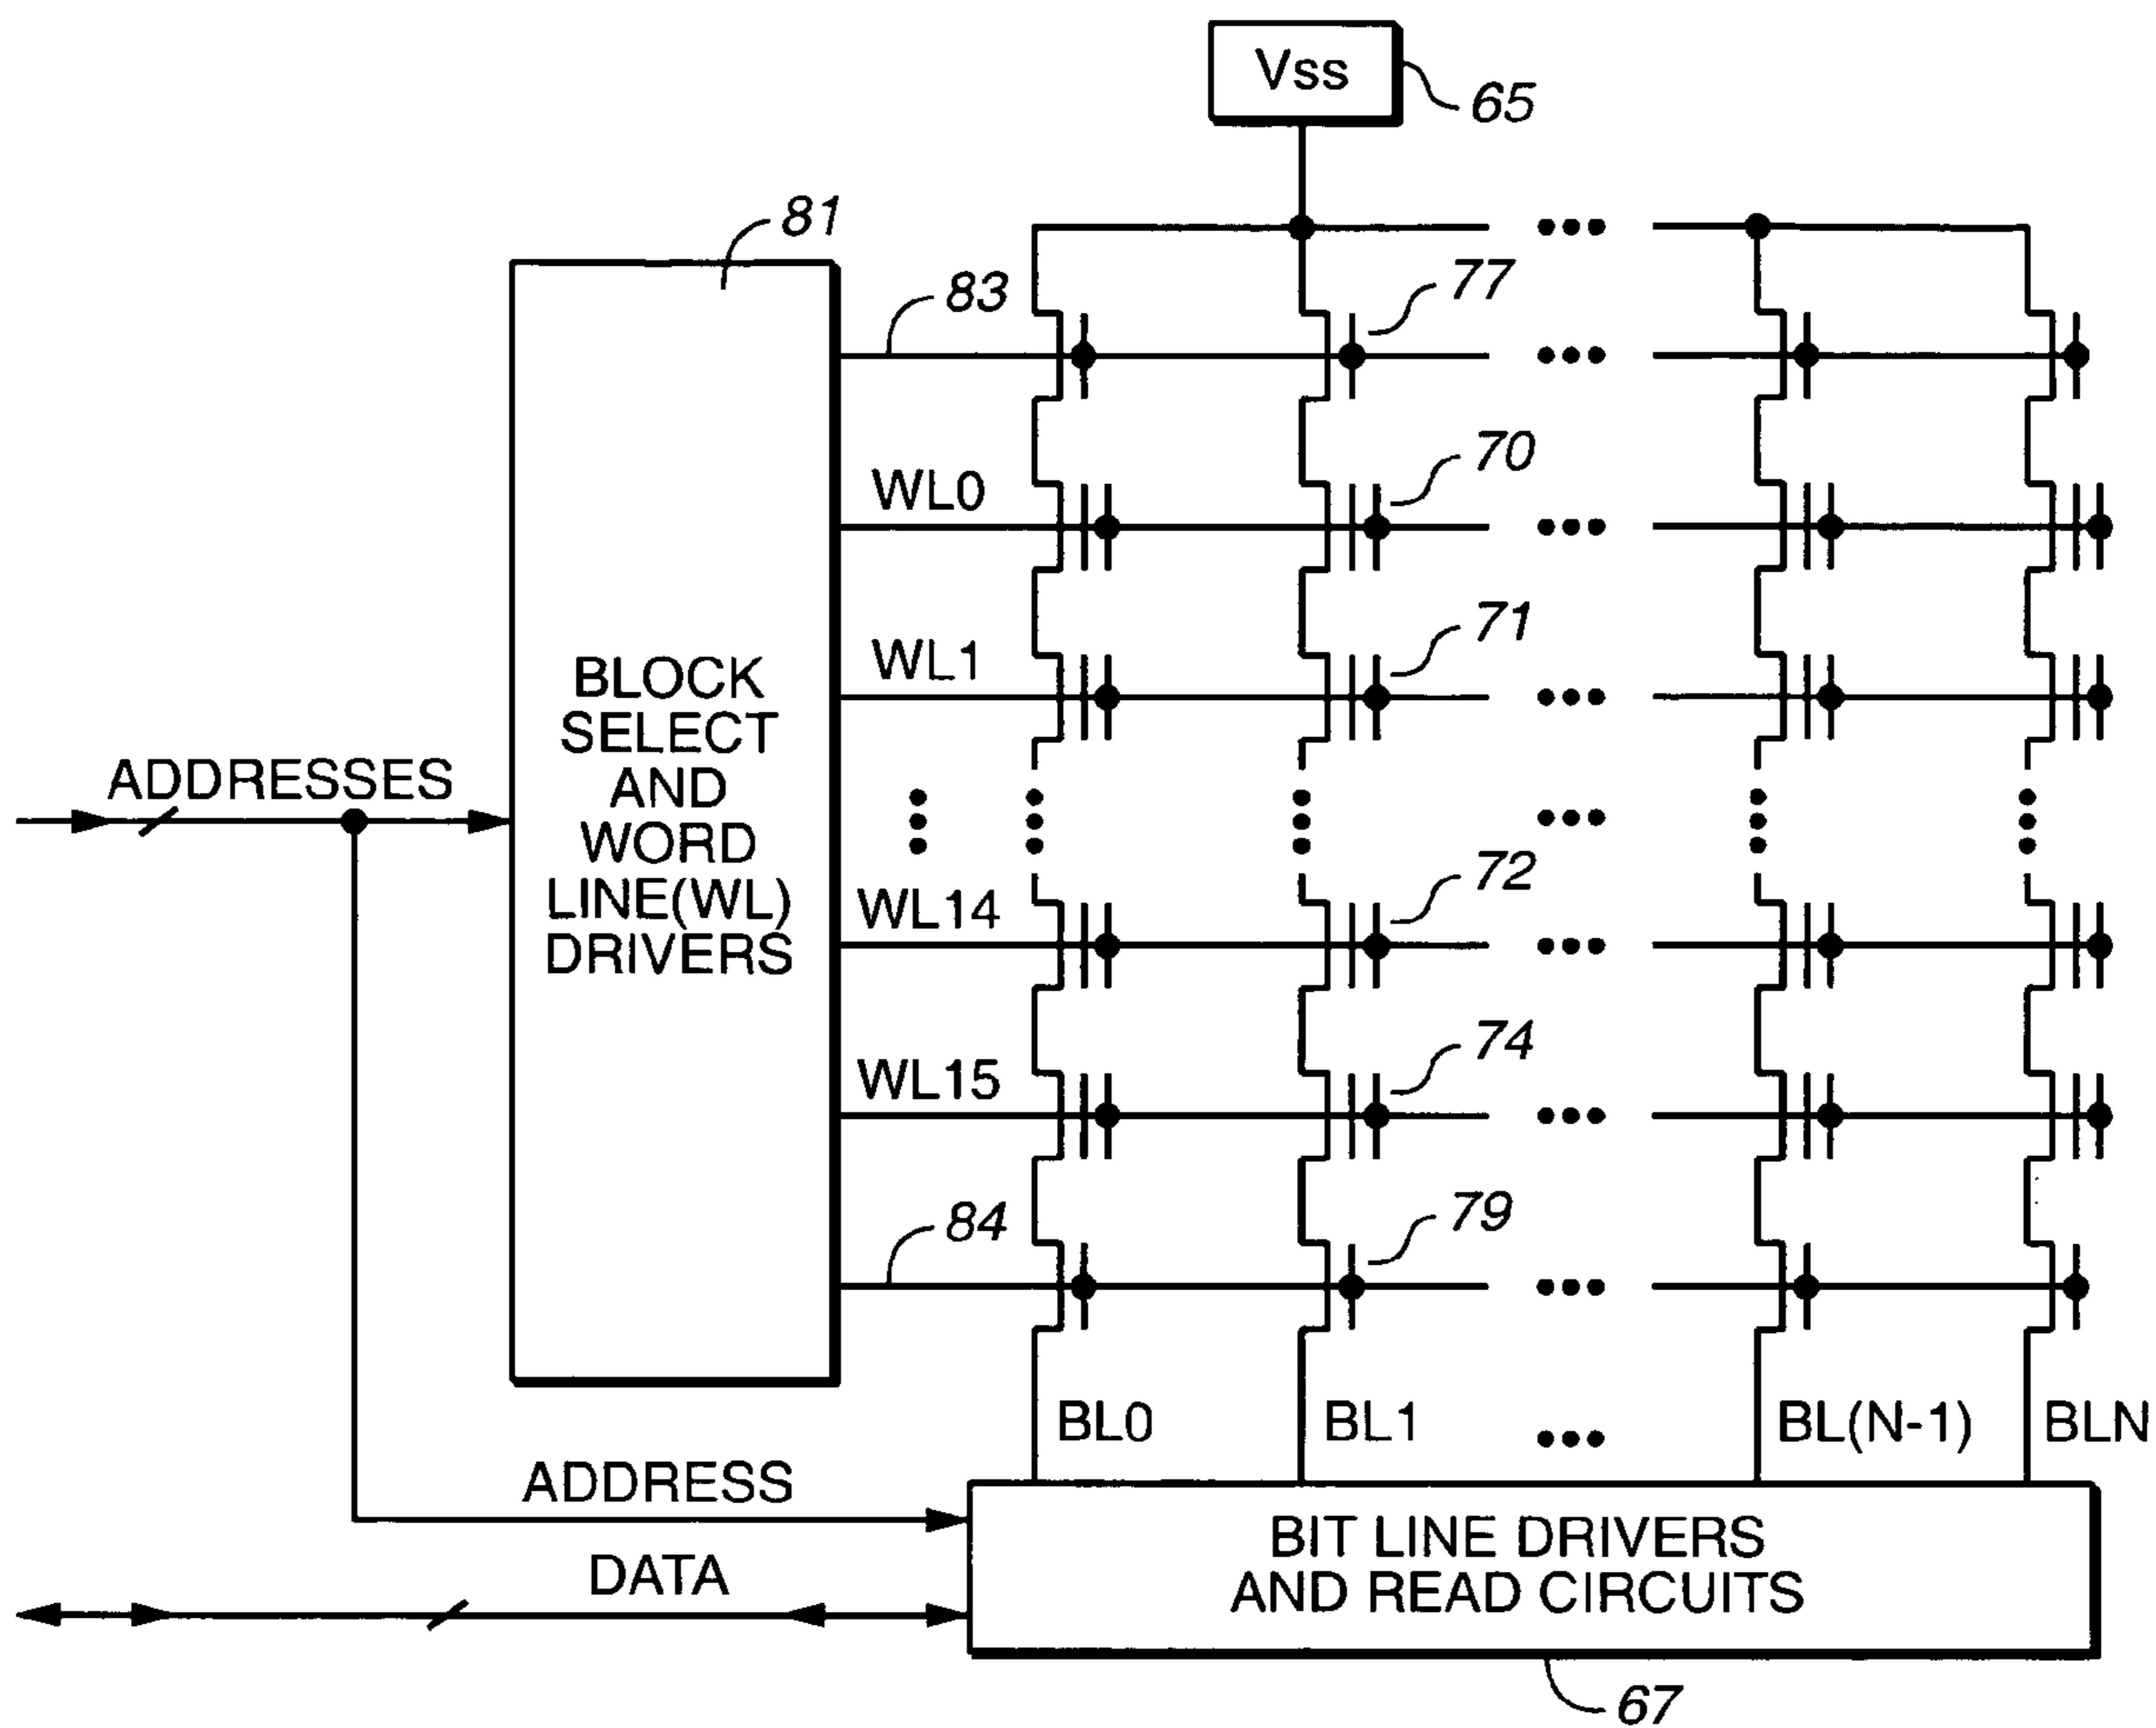 Vss
65
81
83
77
WL0
70
WL1
71
BLOCK
SELECT
AND
WORD
LINE(WL)
DRIVERS
ADDRESSES
WL14
72
WL15
74
84
79
BL0
BL1
BL(N-1)
BLN
ADDRESS
DATA
BIT LINE DRIVERS
AND READ CIRCUITS
67